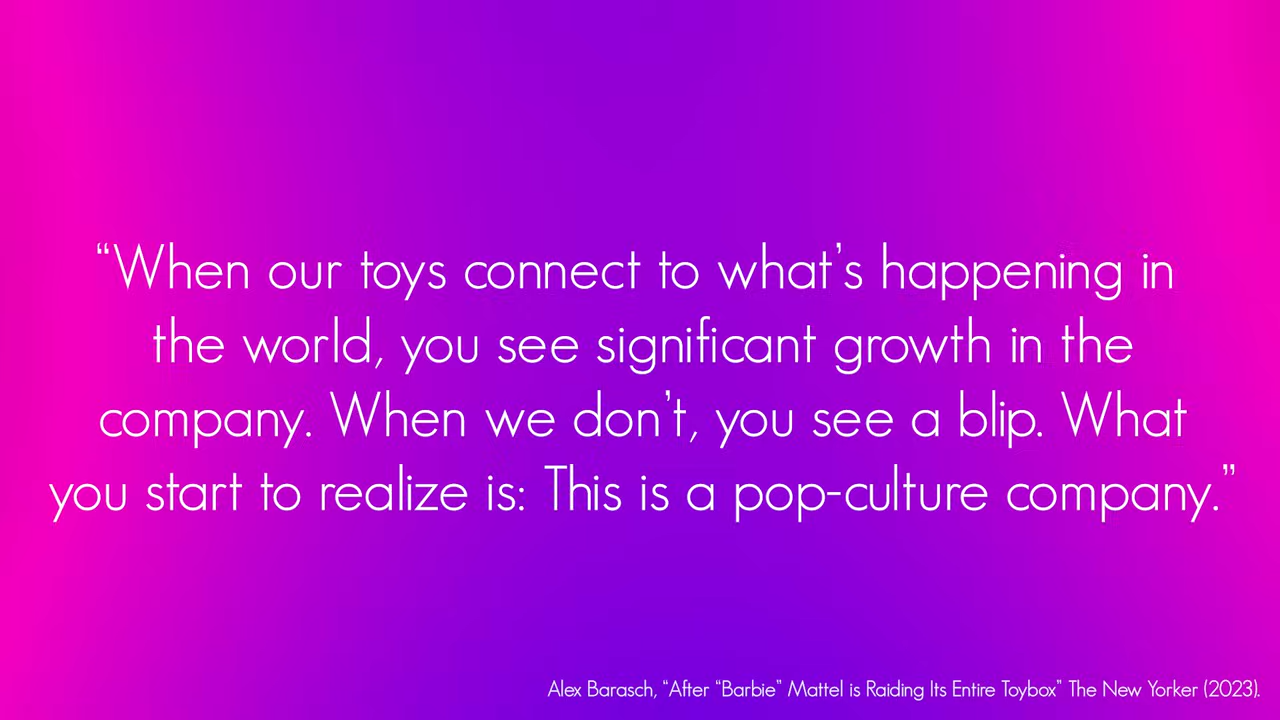 “When our toys connect to what’s happening in
the world, you see significant growth in the
company. When we don’t, you see a blip. What
you start to realize is: This is a pop-culture company.”
Alex Barasch, “After “Barbie” Mattel is Raiding Its Entire Toybox” The New Yorker (2023).